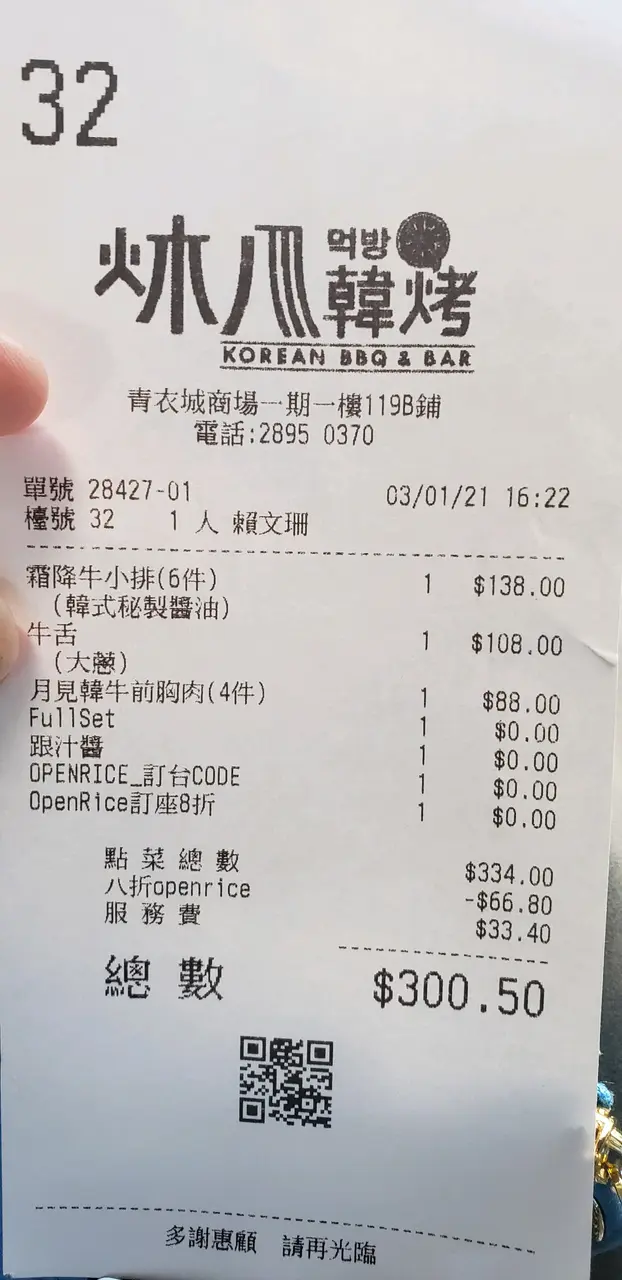 32
炑八 먹방
韓烤
KOREAN BBQ & BAR
青衣城商場一期一樓119B鋪
電話:2895 0370
單號 28427-01 03/01/21 16:22
檯號 32 1 人 賴文珊
霜降牛小排(6件) 1 $138.00
(韓式秘製醬油)
牛舌 1 $108.00
(大蔥)
月見韓牛前胸肉(4件) 1 $88.00
FullSet 1 $0.00
跟汁醬 1 $0.00
OPENRICE_訂台CODE 1 $0.00
OpenRice訂座8折 1 $0.00
點菜總數 $334.00
八折openrice -$66.80
服務費 $33.40
總數 $300.50
多謝惠顧 請再光臨